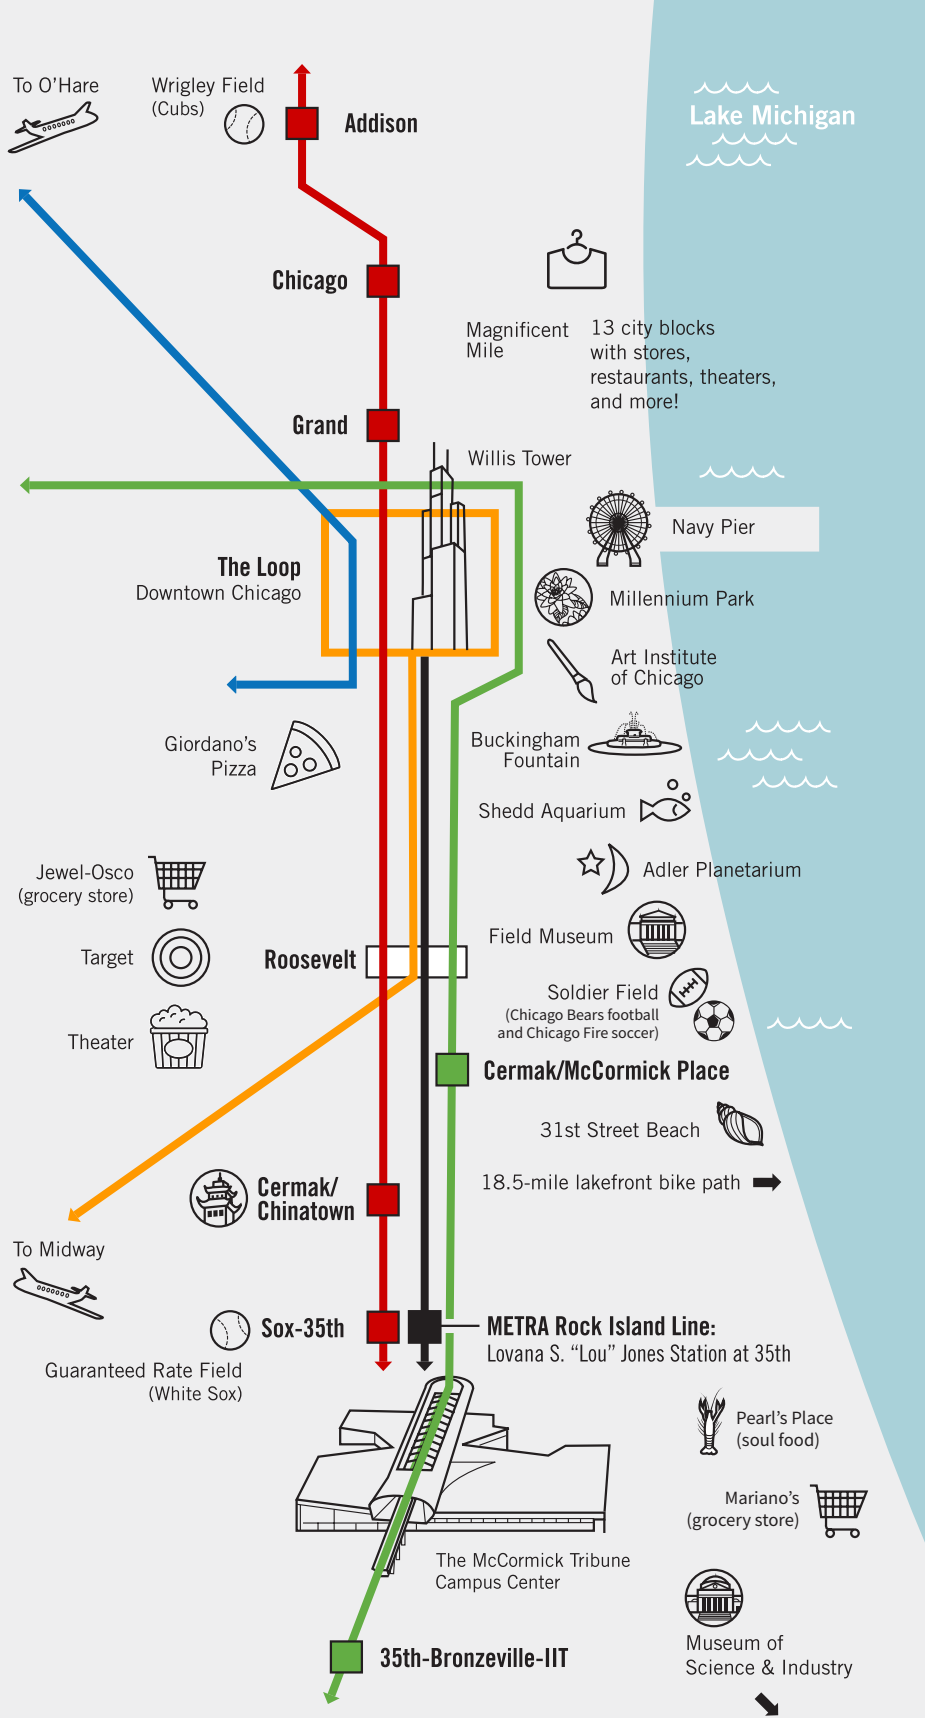 To O’Hare
Wrigley Field
(Cubs)
Addison
Lake Michigan
Chicago
Magnificent
Mile
13 city blocks
with stores,
restaurants, theaters,
and more!
Grand
Willis Tower
Navy Pier
The Loop
Downtown Chicago
Millennium Park
Art Institute
of Chicago
Giordano’s
Pizza
Buckingham
Fountain
Shedd Aquarium
Jewel-Osco
(grocery store)
Adler Planetarium
Target
Roosevelt
Field Museum
Soldier Field
(Chicago Bears football
and Chicago Fire soccer)
Theater
Cermak/McCormick Place
31st Street Beach
18.5-mile lakefront bike path
Cermak/
Chinatown
To Midway
Sox-35th
Guaranteed Rate Field
(White Sox)
METRA Rock Island Line:
Lovana S. “Lou” Jones Station at 35th
Pearl’s Place
(soul food)
Mariano’s
(grocery store)
The McCormick Tribune
Campus Center
Museum of
Science & Industry
35th-Bronzeville-IIT